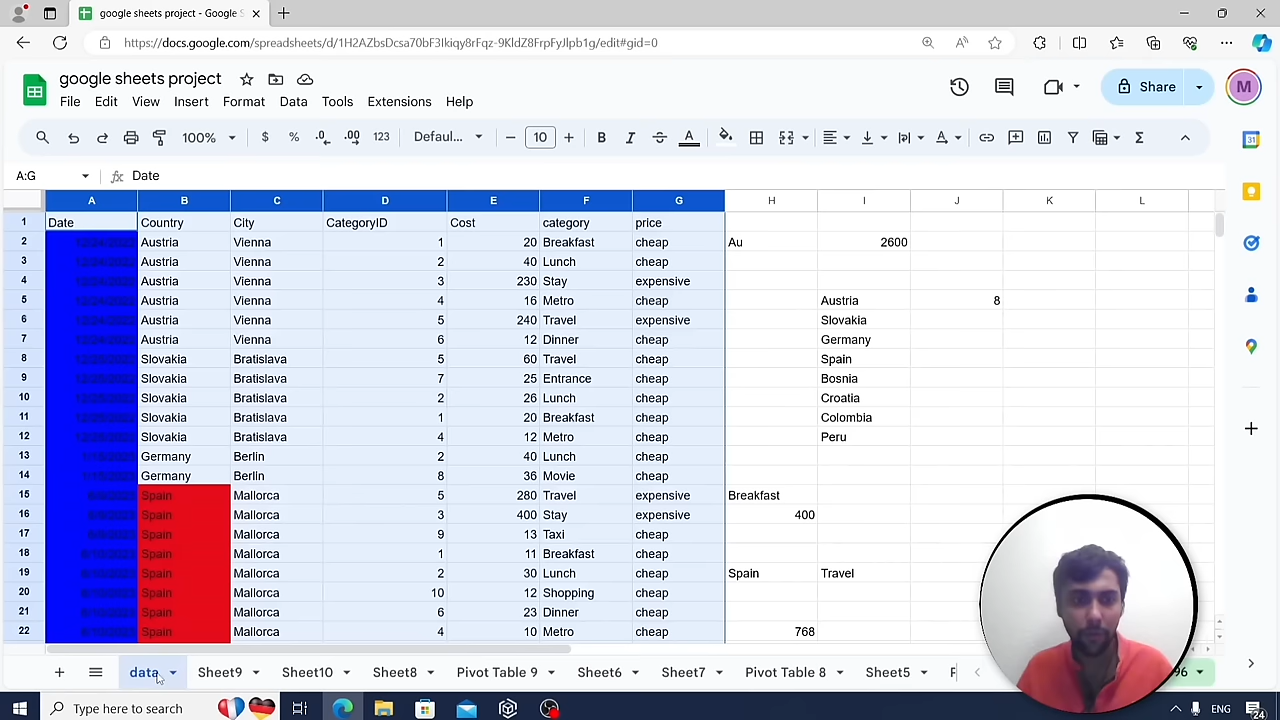 google sheets project - Google S
https://docs.google.com/spreadsheets/d/1H2AZbsDcsa70bF3Ikiqy8rFqz-9KldZ8FrpFyJlpb1g/edit#gid=0
google sheets project
File Edit View Insert Format Data Tools Extensions Help
Share
M
100% $ % .0 .00 123 Defaul... 10 B I A
A:G fx Date
A B C D E F G H I J K L
1 Date Country City CategoryID Cost category price
2 Austria Vienna 1 20 Breakfast cheap Au 2600
3 Austria Vienna 2 40 Lunch cheap
4 Austria Vienna 3 230 Stay expensive
5 Austria Vienna 4 16 Metro cheap Austria 8
6 Austria Vienna 5 240 Travel expensive Slovakia
7 Austria Vienna 6 12 Dinner cheap Germany
8 Slovakia Bratislava 5 60 Travel cheap Spain
9 Slovakia Bratislava 7 25 Entrance cheap Bosnia
10 Slovakia Bratislava 2 26 Lunch cheap Croatia
11 Slovakia Bratislava 1 20 Breakfast cheap Colombia
12 Slovakia Bratislava 4 12 Metro cheap Peru
13 Germany Berlin 2 40 Lunch cheap
14 Germany Berlin 8 36 Movie cheap
15 Spain Mallorca 5 280 Travel expensive Breakfast
16 Spain Mallorca 3 400 Stay expensive 400
17 Spain Mallorca 9 13 Taxi cheap
18 Spain Mallorca 1 11 Breakfast cheap
19 Spain Mallorca 2 30 Lunch cheap Spain Travel
20 Spain Mallorca 10 12 Shopping cheap
21 Spain Mallorca 6 23 Dinner cheap
22 Spain Mallorca 4 10 Metro cheap 768
data Sheet9 Sheet10 Sheet8 Pivot Table 9 Sheet6 Sheet7 Pivot Table 8 Sheet5 96
Type here to search ENG 24